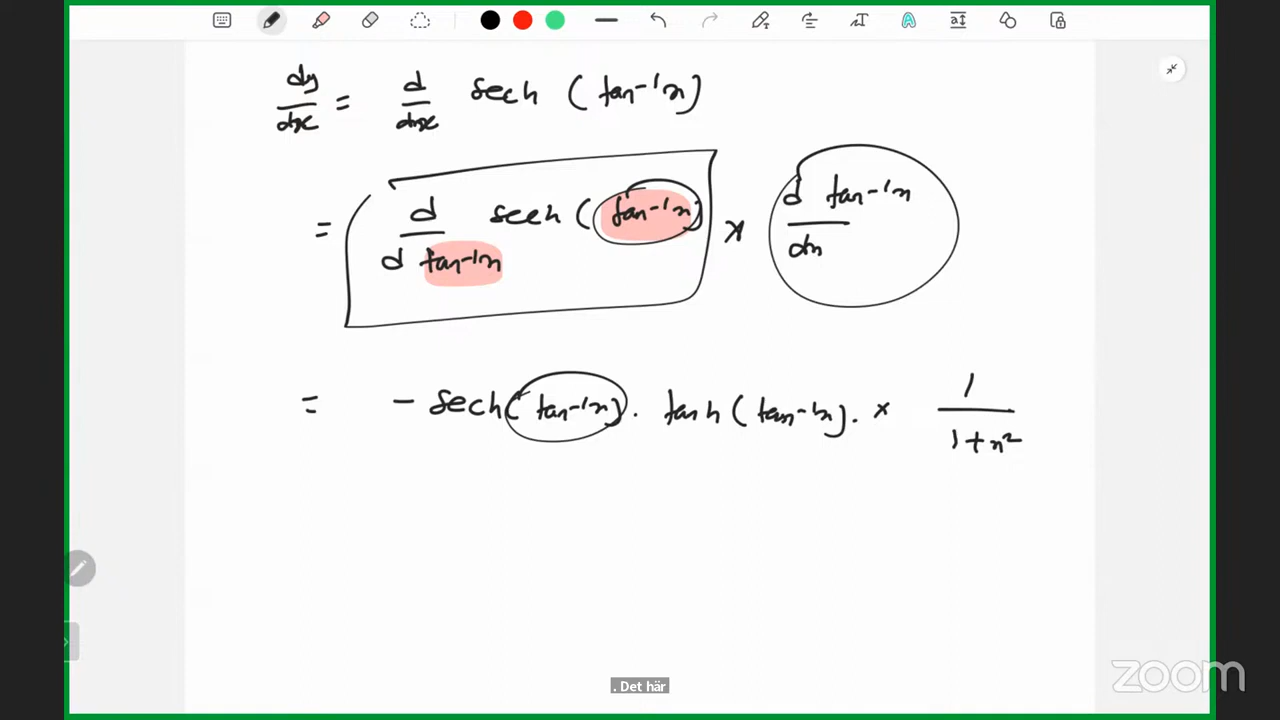 dy/dx = d/dx sech (tan-1x)
= d/d tan-1x sech (tan-1x) × d/dx tan-1x
= - sech (tan-1x) . tanh (tan-1x) . × 1/1+x²
. Det här
zoom